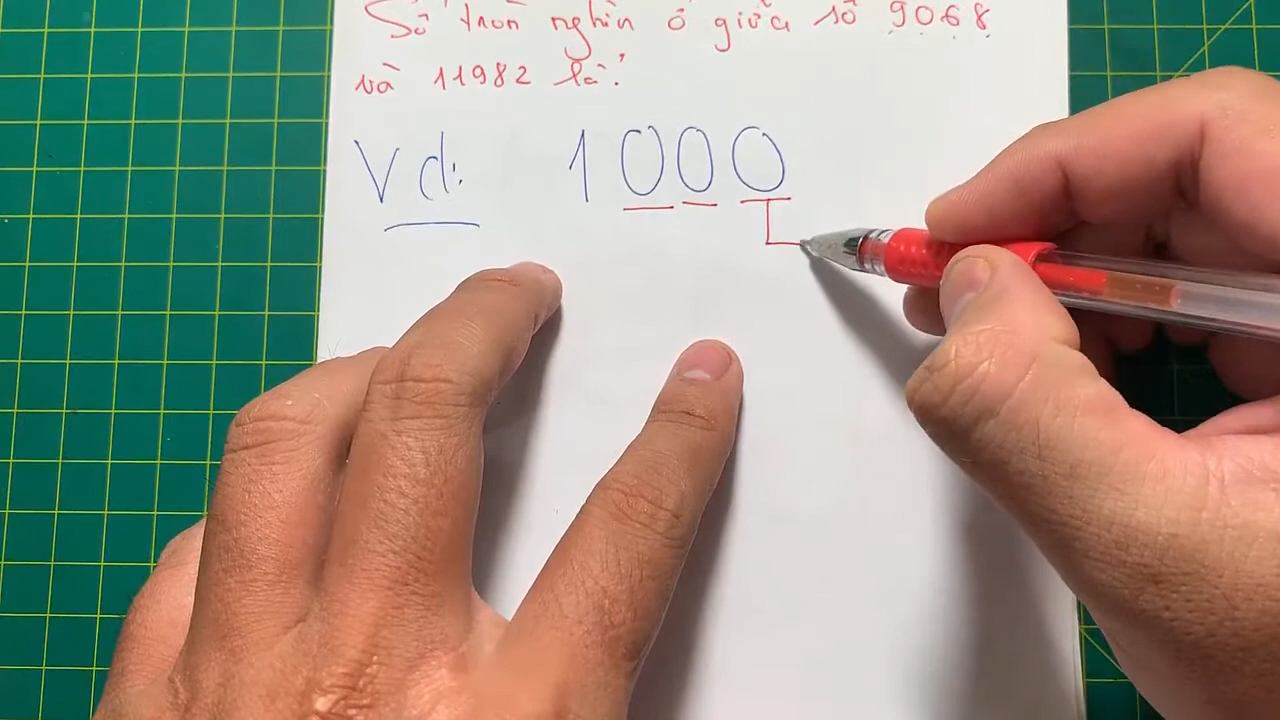 Số tròn nghìn ở giữa số 9068
và 11982 là:
Vd: 1000